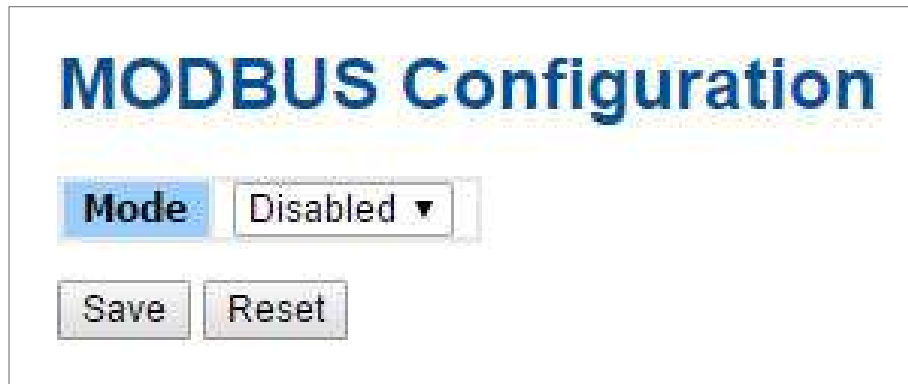 MODBUS Configuration
Mode Disabled ▼
Save Reset